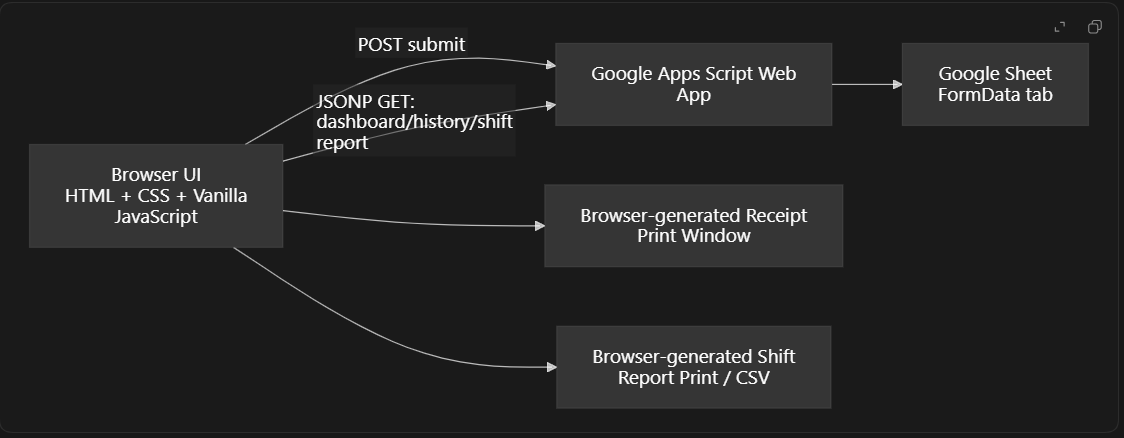 POST submit
JSONP GET:
dashboard/history/shift
report
Browser UI
HTML + CSS + Vanilla
JavaScript
Google Apps Script Web
App
Google Sheet
FormData tab
Browser-generated Receipt
Print Window
Browser-generated Shift
Report Print / CSV